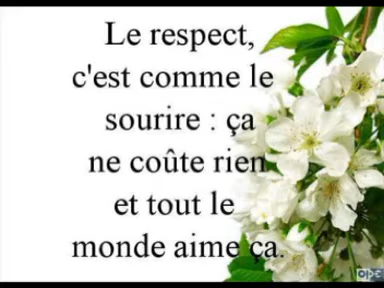 Le respect,
c'est comme le
sourire : ça
ne coûte rien
et tout le
monde aime ça.